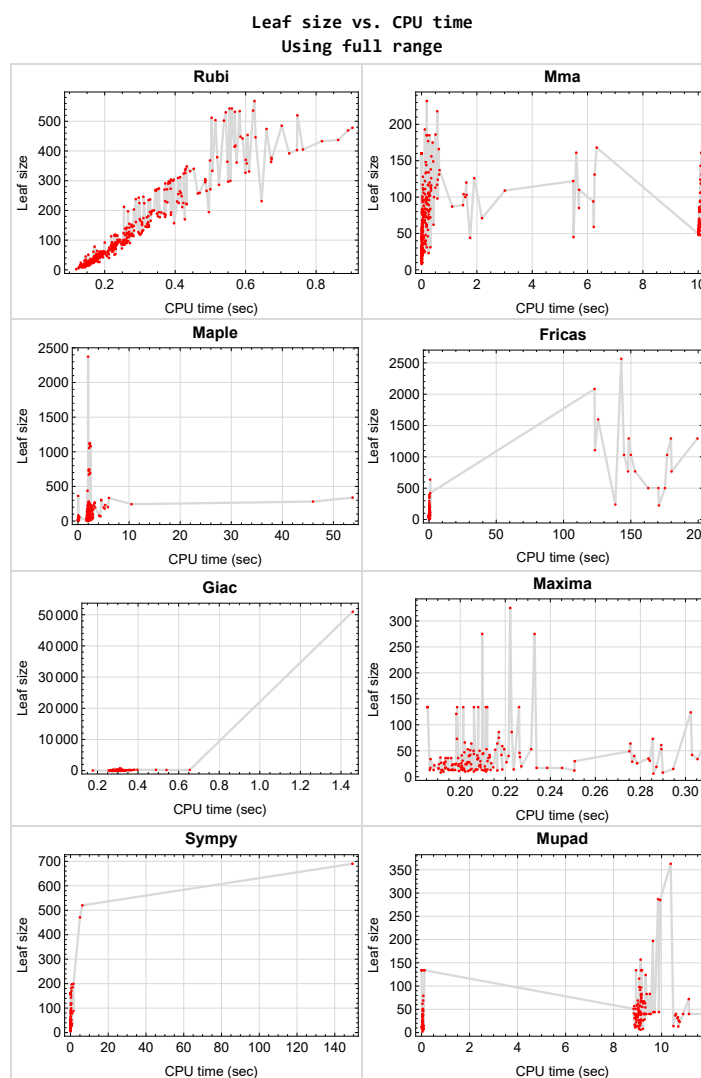 Leaf size vs. CPU time
Using full range
Rubi
Leaf size
500
400
300
200
100
0
0.2 0.4 0.6 0.8
CPU time (sec)
Mma
Leaf size
200
150
100
50
0
0 2 4 6 8 10
CPU time (sec)
Maple
Leaf size
2500
2000
1500
1000
500
0
0 10 20 30 40 50
CPU time (sec)
Fricas
Leaf size
2500
2000
1500
1000
500
0
0 50 100 150 200
CPU time (sec)
Giac
Leaf size
50 000
40 000
30 000
20 000
10 000
0
0.2 0.4 0.6 0.8 1.0 1.2 1.4
CPU time (sec)
Maxima
Leaf size
300
250
200
150
100
50
0
0.20 0.22 0.24 0.26 0.28 0.30
CPU time (sec)
Sympy
Leaf size
700
600
500
400
300
200
100
0
0 20 40 60 80 100 120 140
CPU time (sec)
Mupad
Leaf size
350
300
250
200
150
100
50
0
0 2 4 6 8 10
CPU time (sec)